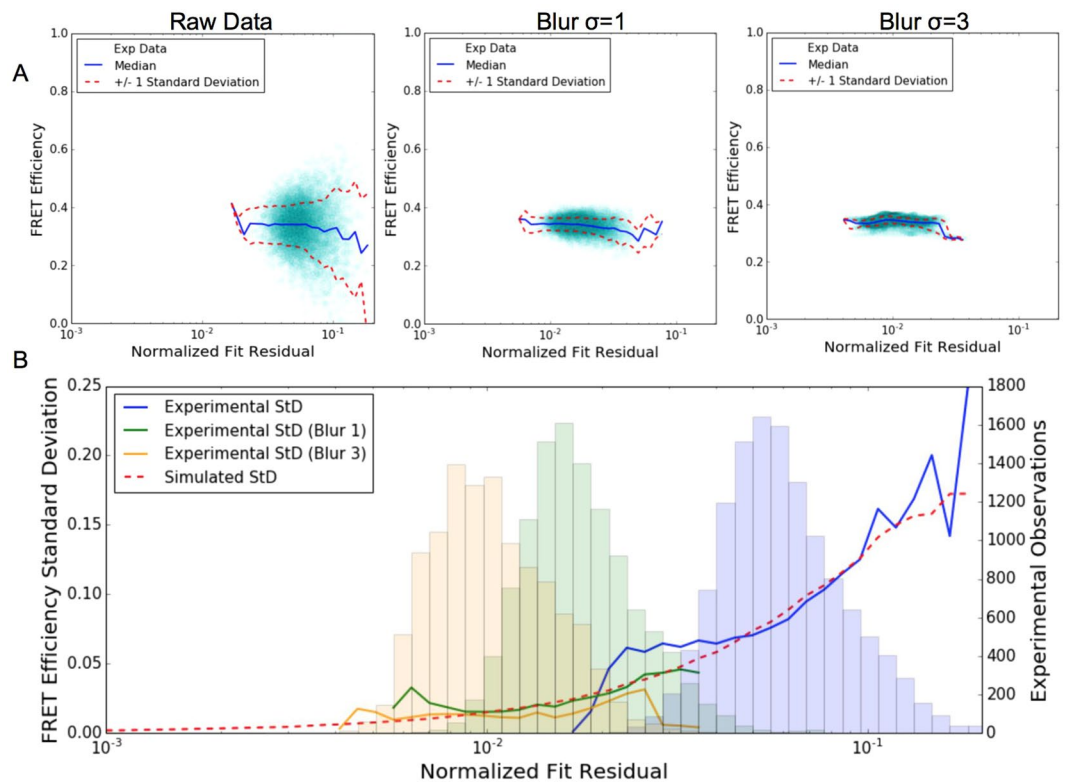 Raw Data
Blur σ=1
Blur σ=3
A
1.0
0.8
0.6
0.4
0.2
0.0
FRET Efficiency
Exp Data
Median
+/- 1 Standard Deviation
10⁻³
10⁻²
10⁻¹
Normalized Fit Residual
1.0
0.8
0.6
0.4
0.2
0.0
FRET Efficiency
Exp Data
Median
+/- 1 Standard Deviation
10⁻³
10⁻²
10⁻¹
Normalized Fit Residual
1.0
0.8
0.6
0.4
0.2
0.0
FRET Efficiency
Exp Data
Median
+/- 1 Standard Deviation
10⁻³
10⁻²
10⁻¹
Normalized Fit Residual
B
0.25
0.20
0.15
0.10
0.05
0.00
FRET Efficiency Standard Deviation
Experimental StD
Experimental StD (Blur 1)
Experimental StD (Blur 3)
Simulated StD
1800
1600
1400
1200
1000
800
600
400
200
0
Experimental Observations
10⁻³
10⁻²
10⁻¹
Normalized Fit Residual